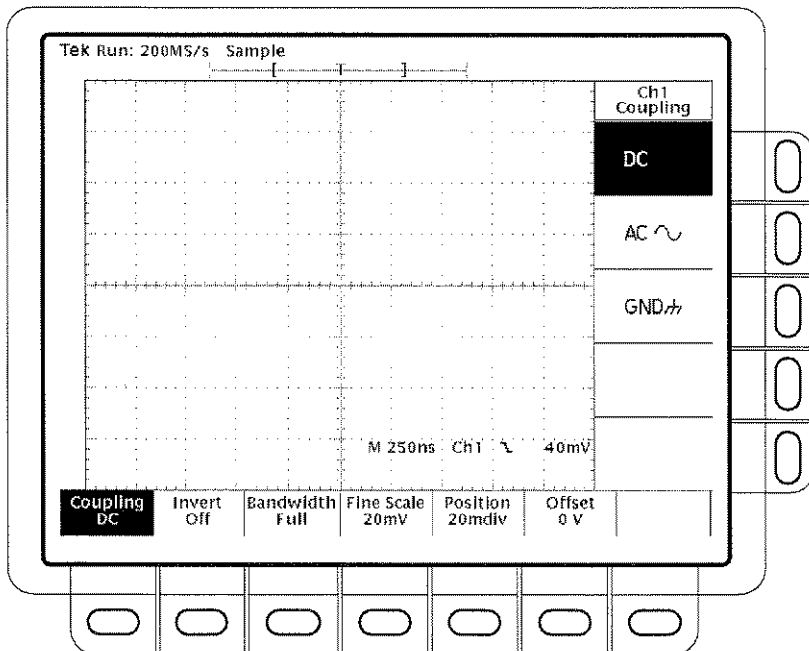 Tek Run: 200MS/s Sample
Ch1
Coupling
DC
AC
GND
M 250ns Ch1 40mV
Coupling
DC
Invert
Off
Bandwidth
Full
Fine Scale
20mV
Position
20mdiv
Offset
0 V